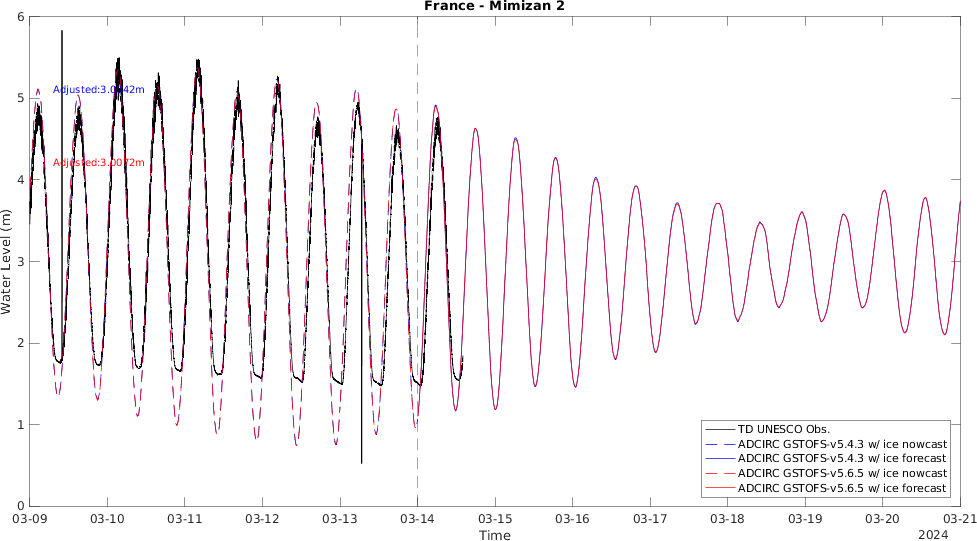 France - Mimizan 2
6
5
4
3
2
1
0
Water Level (m)
Adjusted:3.0042m
Adjusted:3.0072m
TD UNESCO Obs.
ADCIRC GSTOFS-v5.4.3 w/ ice nowcast
ADCIRC GSTOFS-v5.4.3 w/ ice forecast
ADCIRC GSTOFS-v5.6.5 w/ ice nowcast
ADCIRC GSTOFS-v5.6.5 w/ ice forecast
03-09 03-10 03-11 03-12 03-13 03-14 03-15 03-16 03-17 03-18 03-19 03-20 03-21
Time
2024